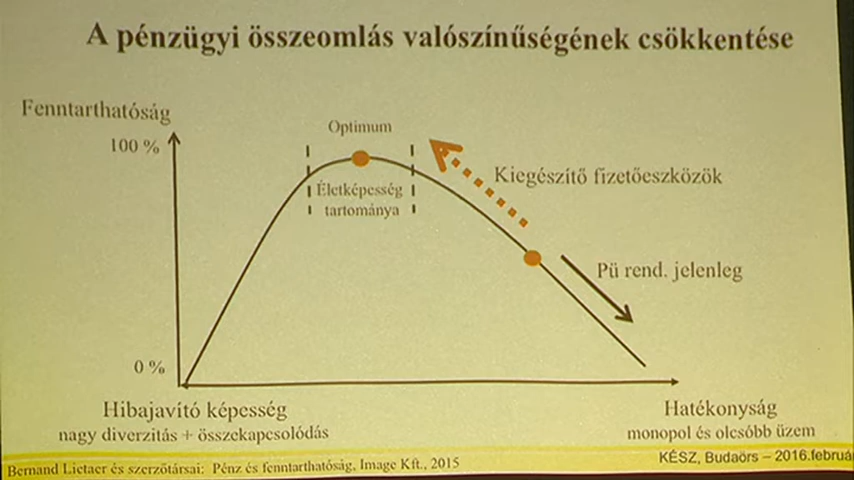 A pénzügyi összeomlás valószínűségének csökkentése
Fenntarthatóság
100 %
Optimum
Életképesség
tartománya
Kiegészítő fizetőeszközök
Pü rend. jelenleg
0 %
Hibajavító képesség
nagy diverzitás + összekapcsolódás
Hatékonyság
monopol és olcsóbb üzem
Bernand Lietaer és szerzőtársai: Pénz és fenntarthatóság, Image Kft., 2015
KÉSZ, Budaörs – 2016.februá